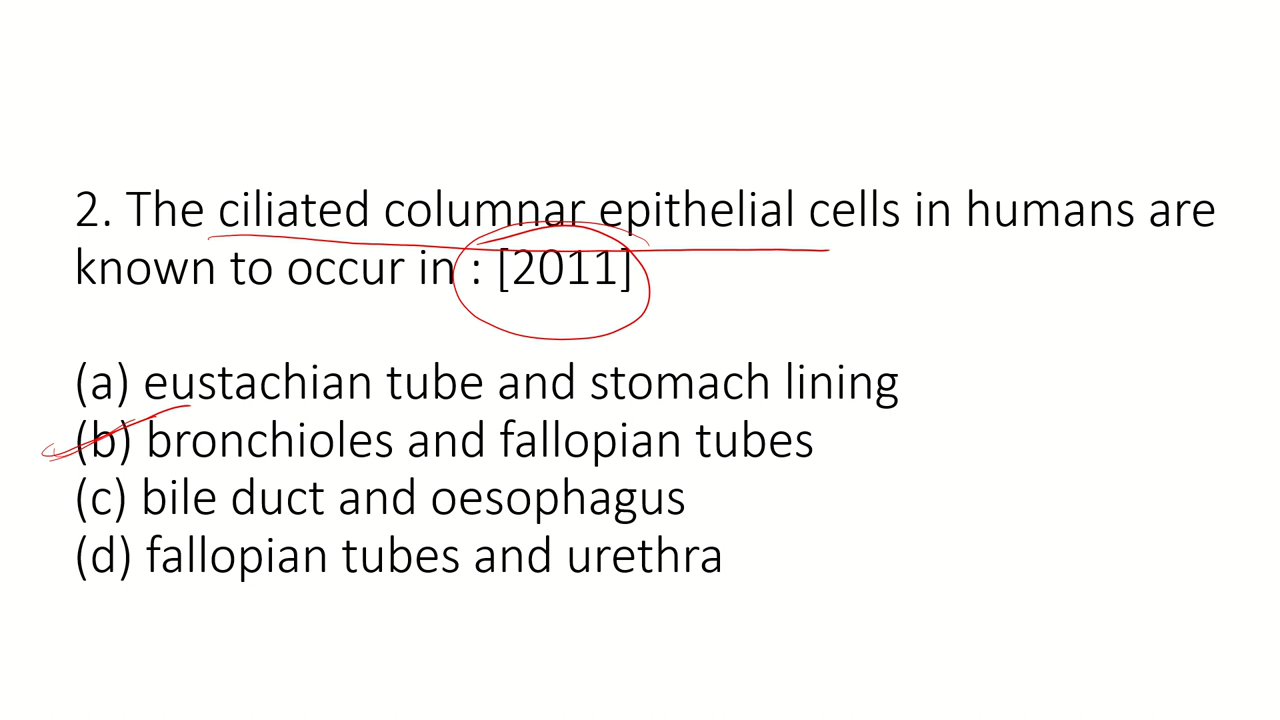 2. The ciliated columnar epithelial cells in humans are
known to occur in : [2011]
(a) eustachian tube and stomach lining
(b) bronchioles and fallopian tubes
(c) bile duct and oesophagus
(d) fallopian tubes and urethra